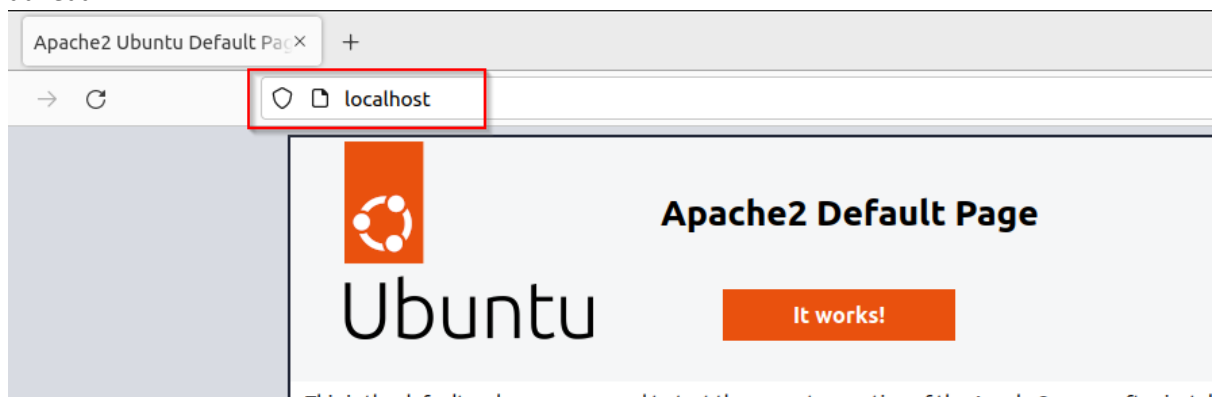 Apache2 Ubuntu Default Pag
localhost
Apache2 Default Page
Ubuntu
It works!